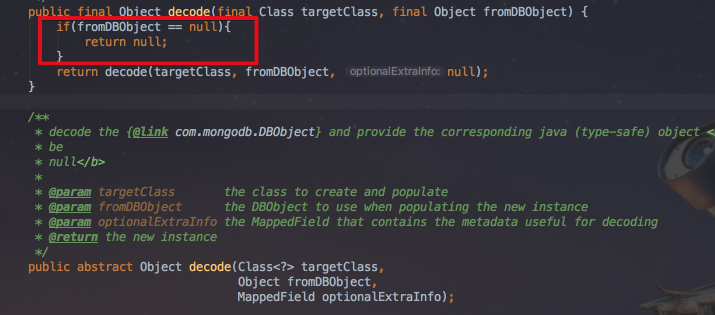 public final Object decode(final Class targetClass, final Object fromDBObject) {
if(fromDBObject == null){
return null;
}
return decode(targetClass, fromDBObject, optionalExtraInfo: null);
}
/**
* decode the {@link com.mongodb.DBObject} and provide the corresponding java (type-safe) object <
* be
* null</b>
*
* @param targetClass the class to create and populate
* @param fromDBObject the DBObject to use when populating the new instance
* @param optionalExtraInfo the MappedField that contains the metadata useful for decoding
* @return the new instance
*/
public abstract Object decode(Class<?> targetClass,
Object fromDBObject,
MappedField optionalExtraInfo);